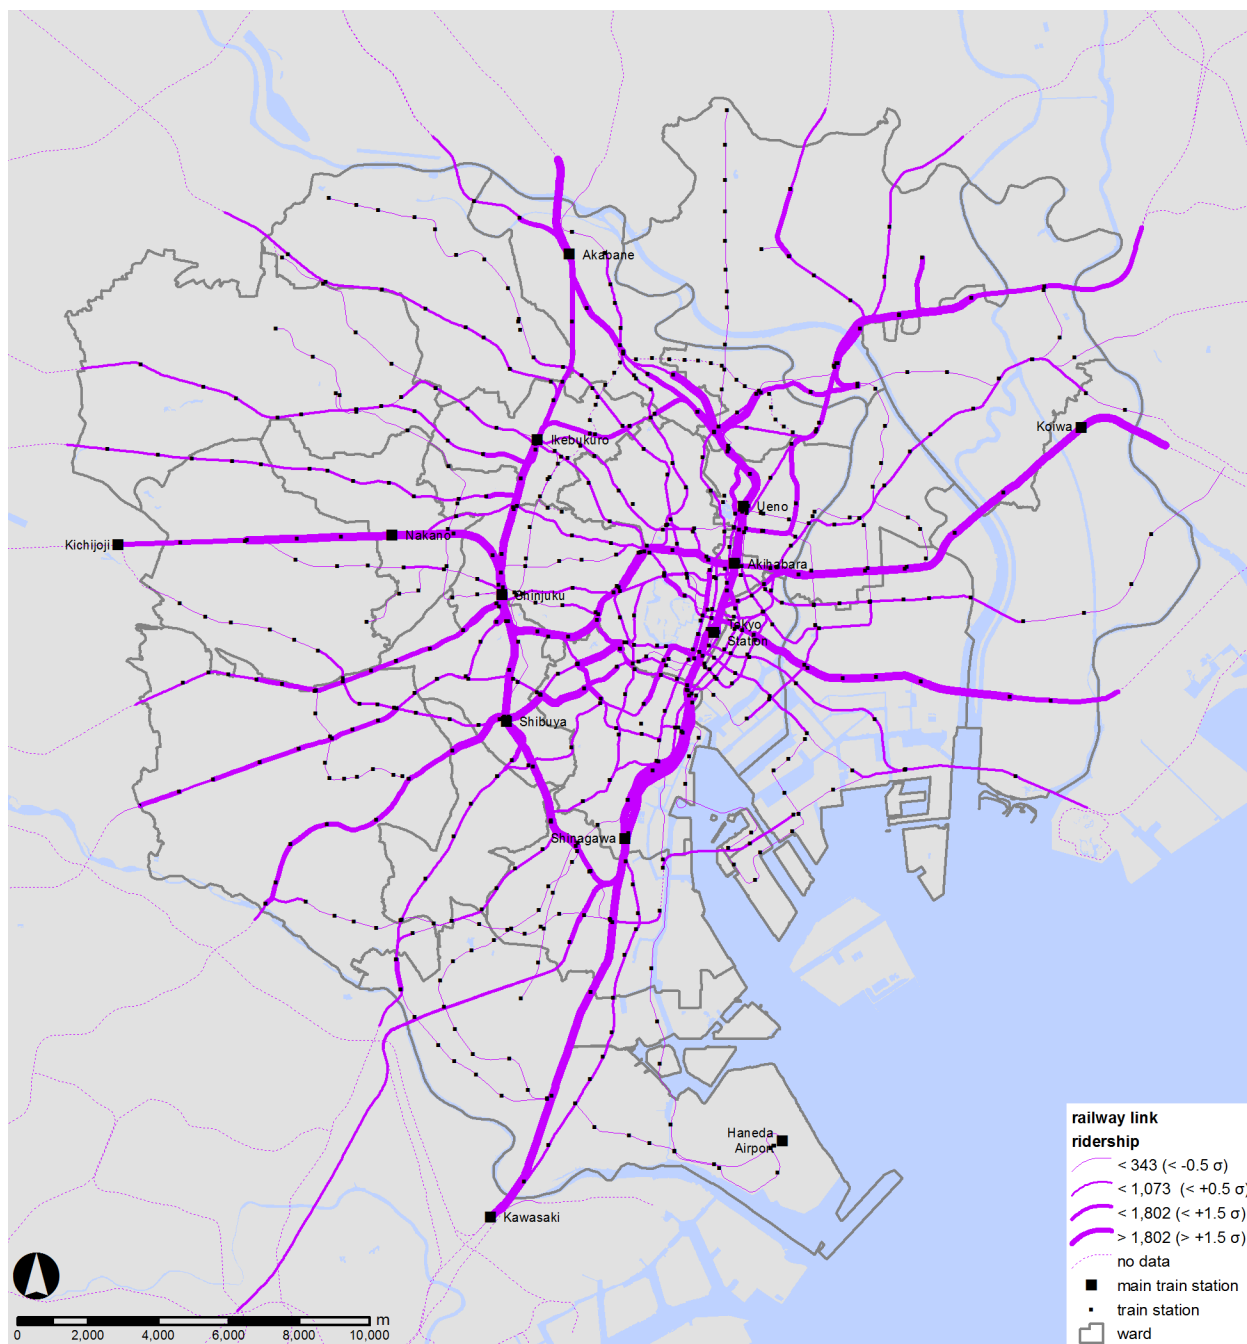 Akabane
Ikebukuro
Koiwa
Ueno
Nakano
Kichijoji
Akihabara
Shinjuku
Tokyo
Station
Shibuya
Shinagawa
Haneda
Airport
Kawasaki
railway link
ridership
< 343 (< -0.5 σ)
< 1,073 (< +0.5 σ)
< 1,802 (< +1.5 σ)
> 1,802 (> +1.5 σ)
no data
main train station
train station
ward
m
0 2,000 4,000 6,000 8,000 10,000